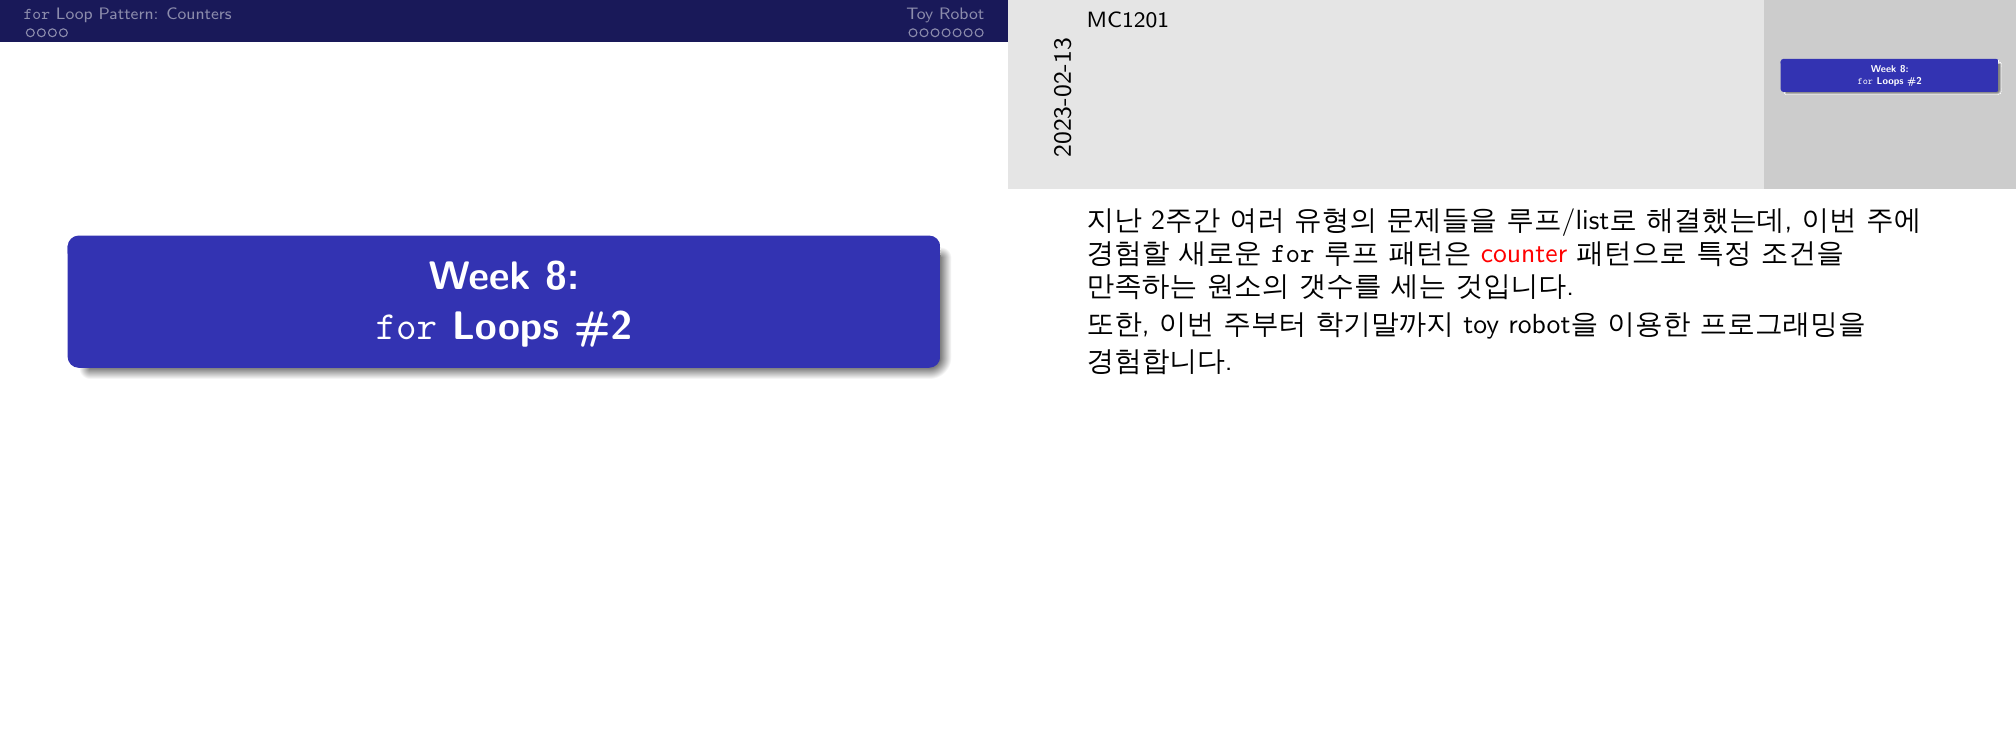 for Loop Pattern: Counters
Toy Robot
Week 8:
for Loops #2
MC1201
2023-02-13
Week 8:
for Loops #2
지난 2주간 여러 유형의 문제들을 루프/list로 해결했는데, 이번 주에
경험할 새로운 for 루프 패턴은 counter 패턴으로 특정 조건을
만족하는 원소의 갯수를 세는 것입니다.
또한, 이번 주부터 학기말까지 toy robot을 이용한 프로그래밍을
경험합니다.